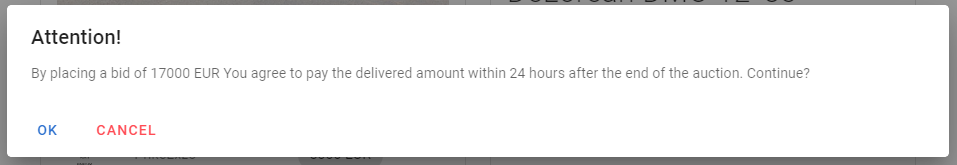 Attention!
By placing a bid of 17000 EUR You agree to pay the delivered amount within 24 hours after the end of the auction. Continue?
OK
CANCEL